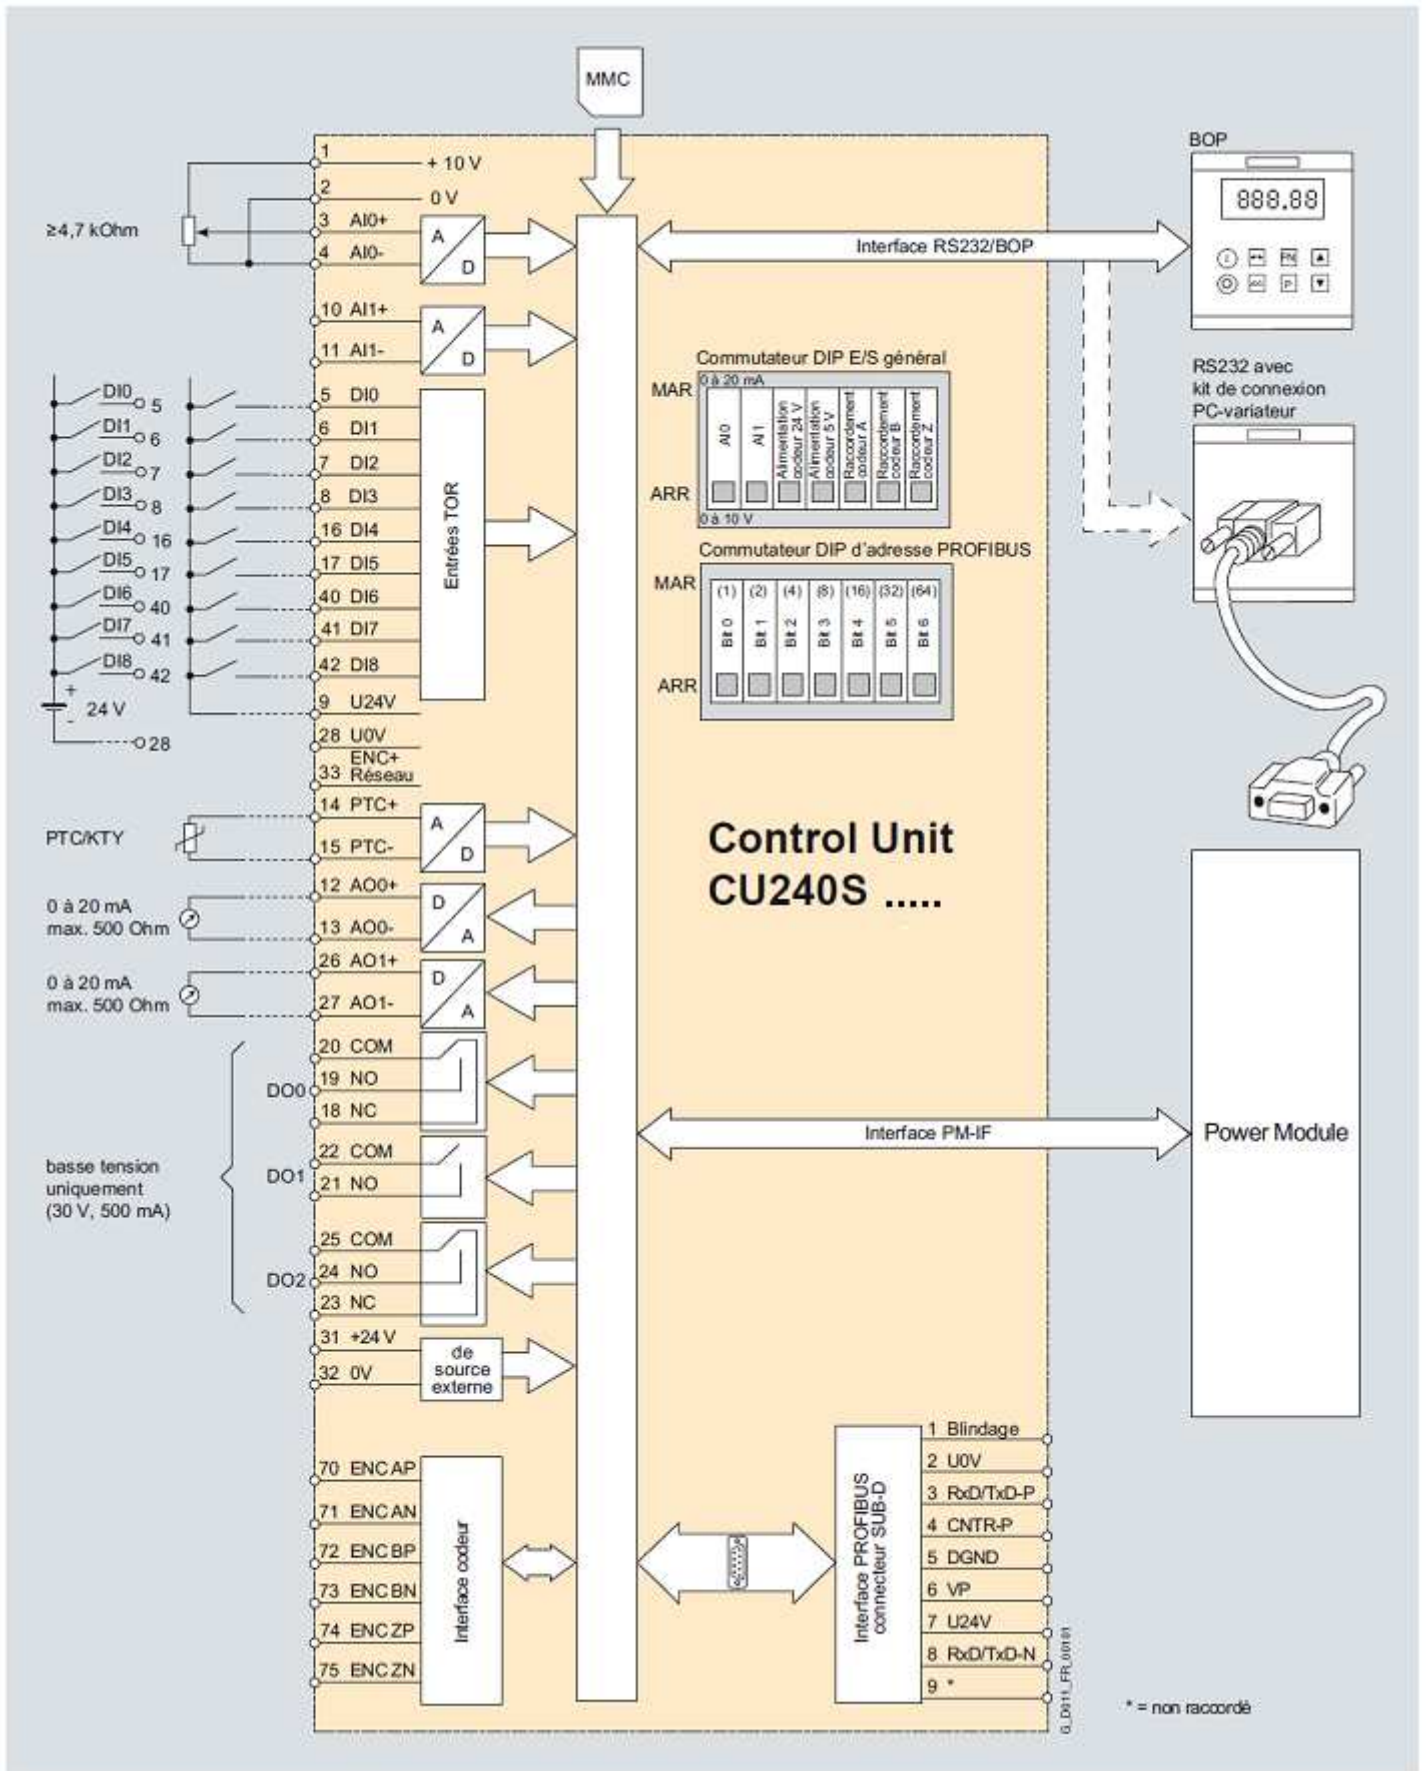 MMC
BOP
1
+ 10 V
2
0 V
≥4,7 kOhm
3 AI0+
4 AI0-
A
D
888.88
Interface RS232/BOP
FN
P
10 AI1+
11 AI1-
A
D
RS232 avec
kit de connexion
PC-variateur
Commutateur DIP E/S général
MAR
0 à 20 mA
AI0
AI1
Alimentation
codeur 24 V
Alimentation
codeur 5 V
Raccordement
codeur A
Raccordement
codeur B
Raccordement
codeur Z
ARR
0 à 10 V
Commutateur DIP d'adresse PROFIBUS
MAR
(1) (2) (4) (8) (16) (32) (64)
Bit 0
Bit 1
Bit 2
Bit 3
Bit 4
Bit 5
Bit 6
ARR
DI0 5
DI1 6
DI2 7
DI3 8
DI4 16
DI5 17
DI6 40
DI7 41
DI8 42
+
24 V
-
28
5 DI0
6 DI1
7 DI2
8 DI3
16 DI4
17 DI5
40 DI6
41 DI7
42 DI8
Entrées TOR
9 U24V
28 U0V
ENC+
33 Réseau
PTC/KTY
14 PTC+
15 PTC-
A
D
Control Unit
CU240S .....
0 à 20 mA
max. 500 Ohm
12 AO0+
13 AO0-
D
A
0 à 20 mA
max. 500 Ohm
26 AO1+
27 AO1-
D
A
basse tension
uniquement
(30 V, 500 mA)
DO0
20 COM
19 NO
18 NC
DO1
22 COM
21 NO
DO2
25 COM
24 NO
23 NC
Interface PM-IF
Power Module
31 +24 V
32 0V
de
source
externe
70 ENC AP
71 ENC AN
72 ENC BP
73 ENC BN
74 ENC ZP
75 ENC ZN
Interface codeur
Interface PROFIBUS
connecteur SUB-D
1 Blindage
2 U0V
3 RxD/TxD-P
4 CNTR-P
5 DGND
6 VP
7 U24V
8 RxD/TxD-N
9 *
G_D011_FR_00101
* = non raccordé